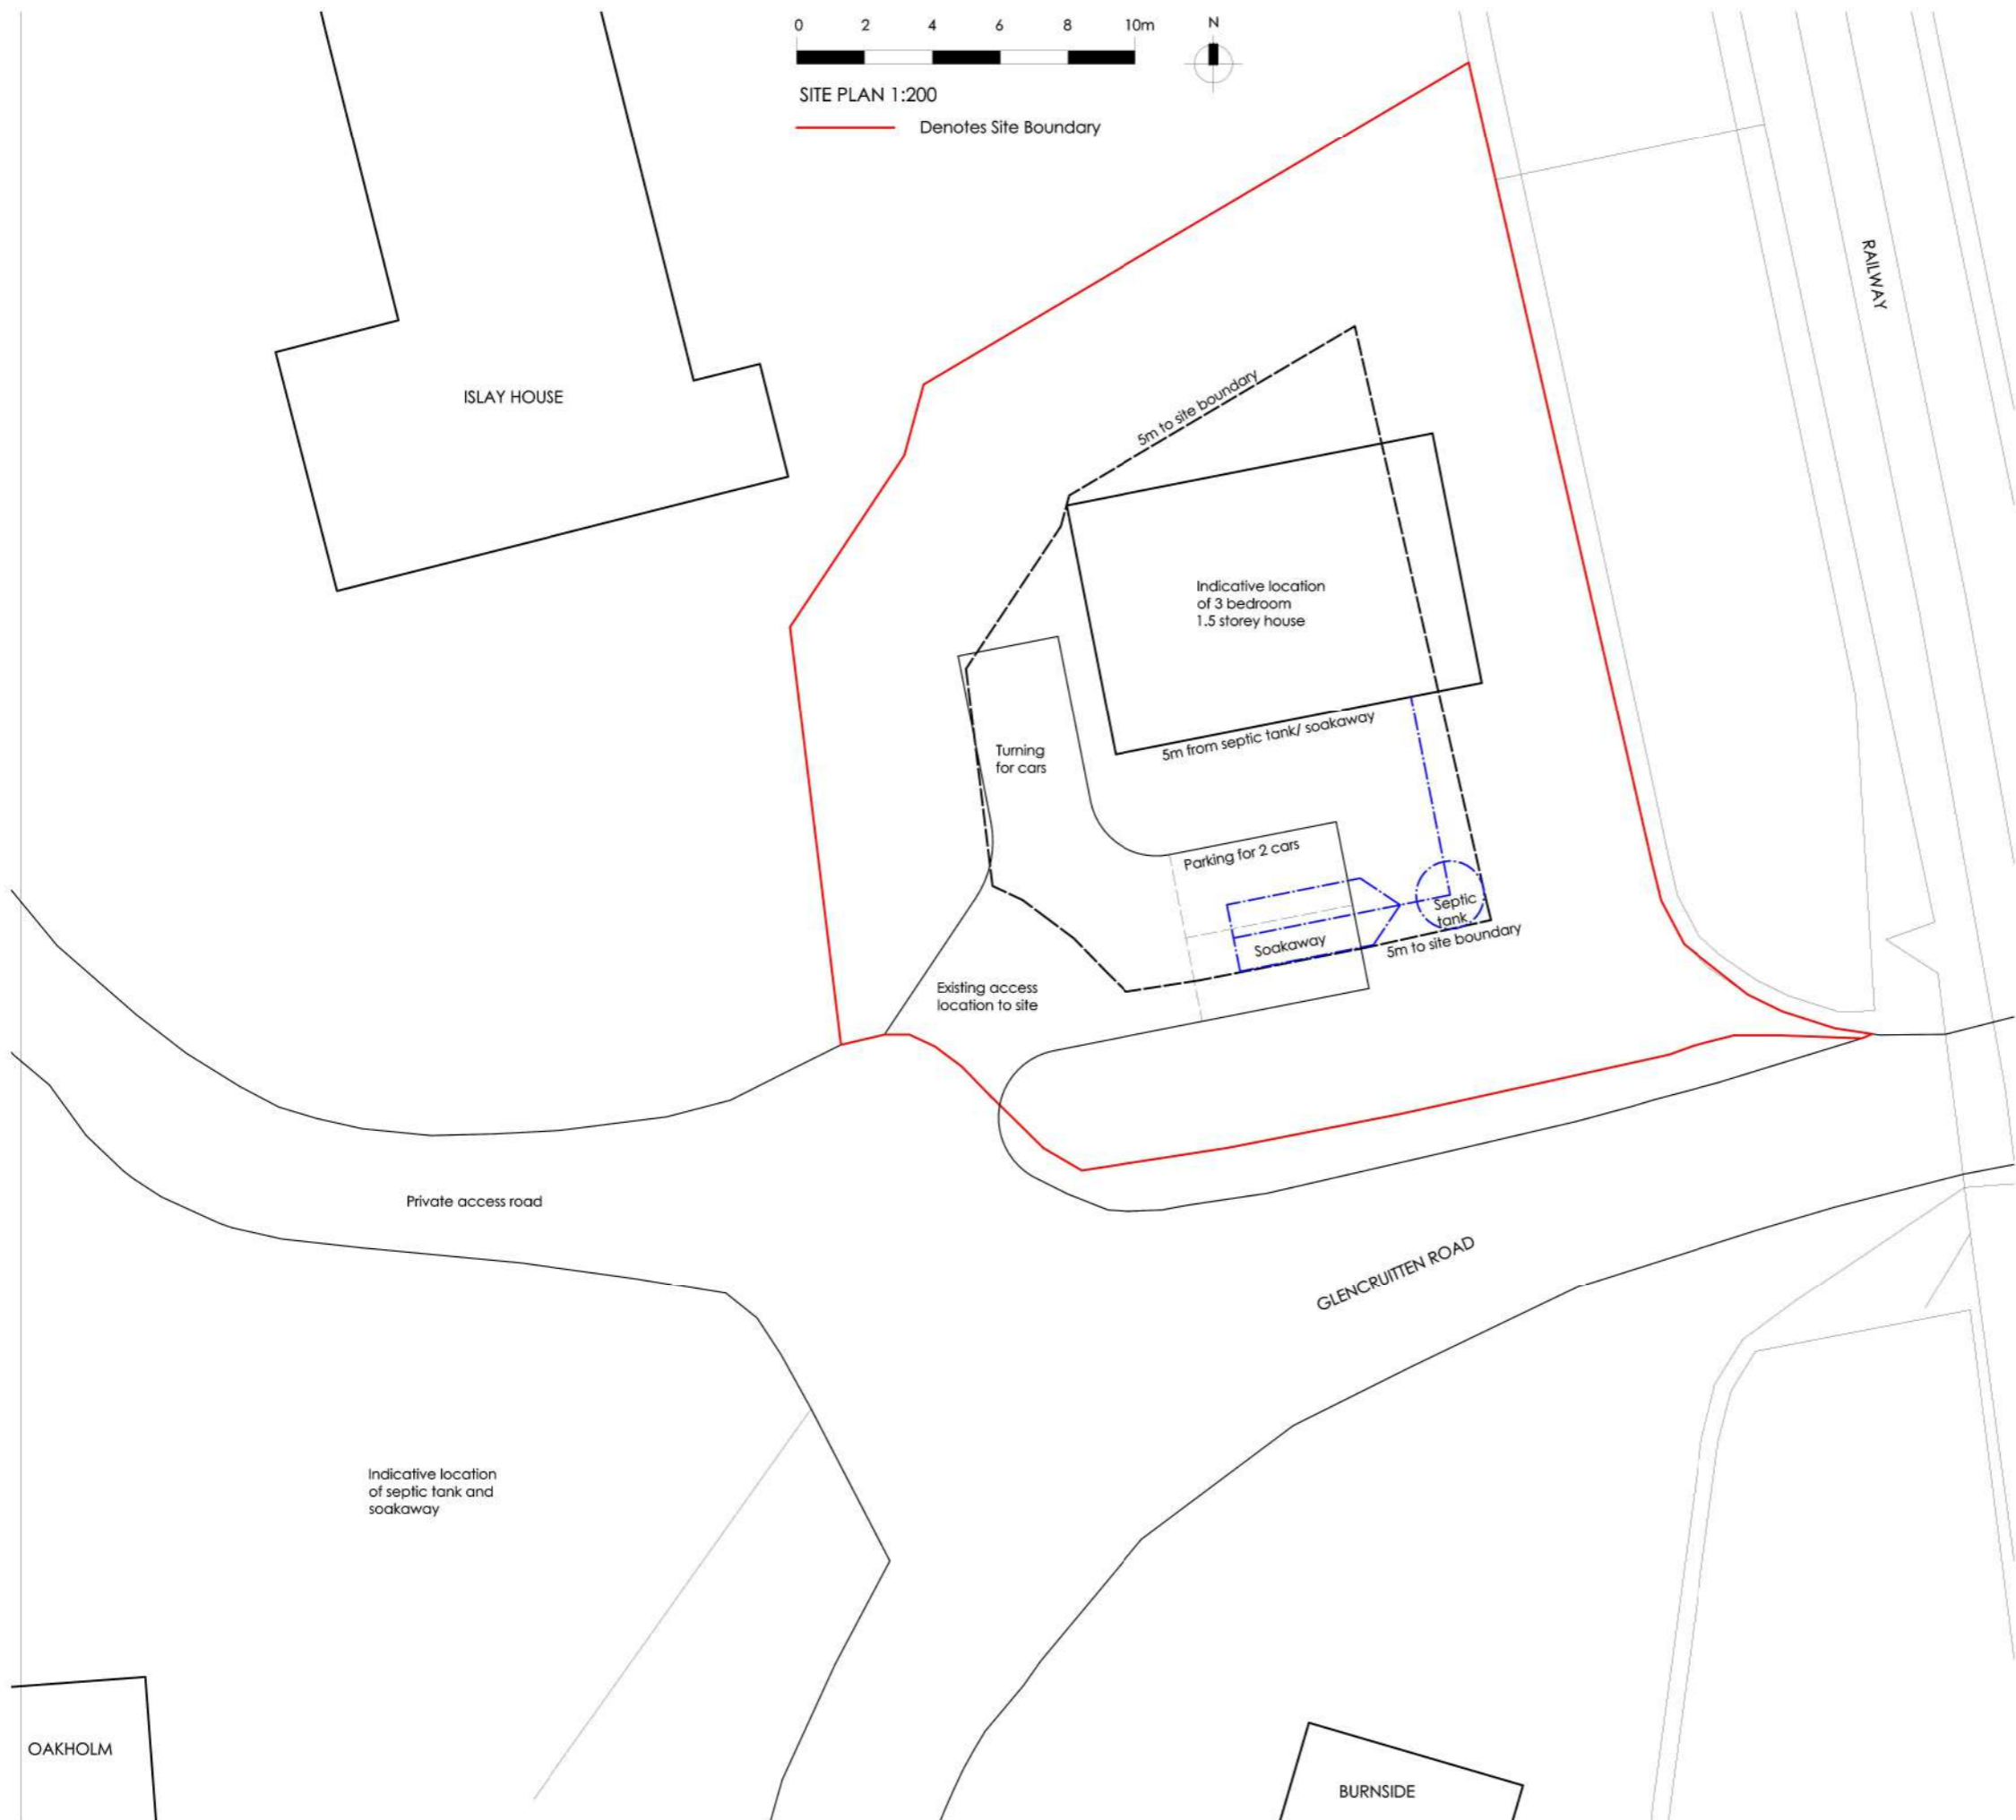 0 2 4 6 8 10m
N
SITE PLAN 1:200
Denotes Site Boundary
RAILWAY
ISLAY HOUSE
5m to site boundary
Indicative location
of 3 bedroom
1.5 storey house
5m from septic tank/ soakaway
Turning
for cars
Parking for 2 cars
Septic
tank
Soakaway
5m to site boundary
Existing access
location to site
Private access road
GLENCRUITTEN ROAD
Indicative location
of septic tank and
soakaway
OAKHOLM
BURNSIDE